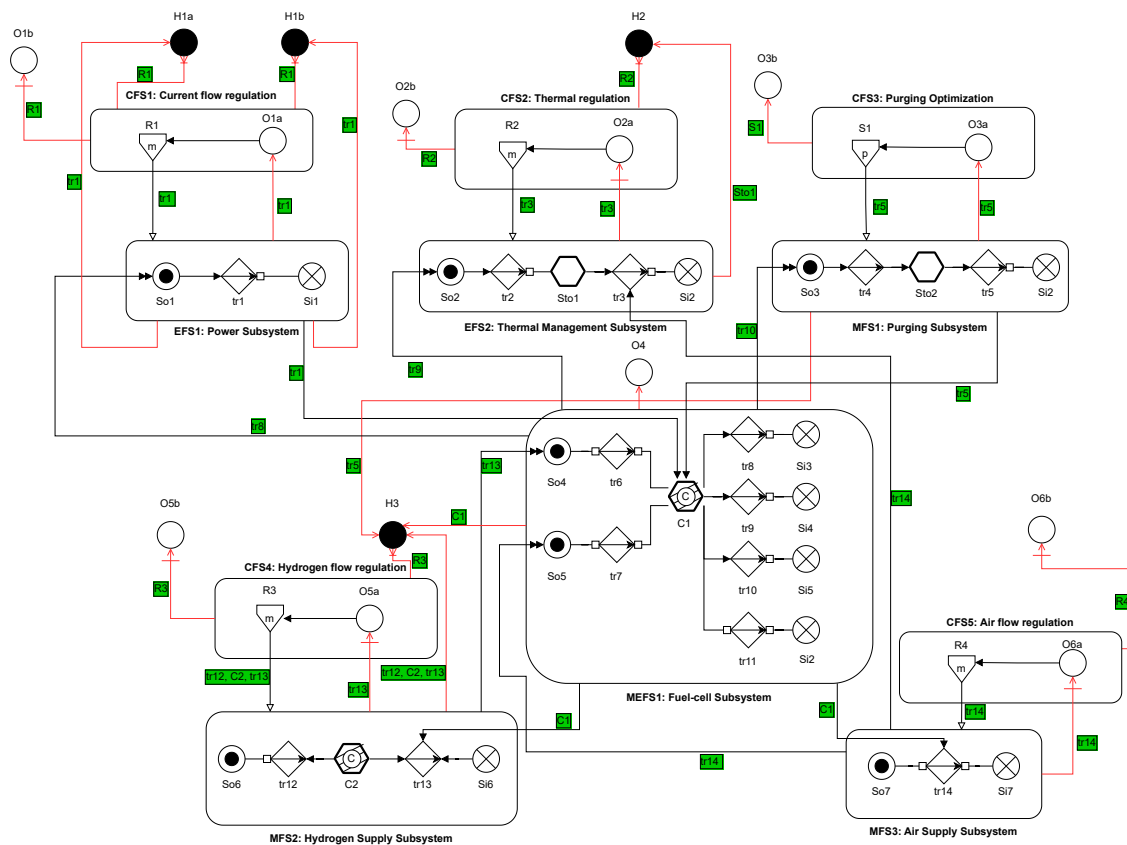 H1a
H1b
H2
O1b
O3b
O2b
R1
R1
R2
R1
CFS1: Current flow regulation
CFS2: Thermal regulation
CFS3: Purging Optimization
R1
O1a
m
R2
O2a
m
S1
O3a
p
tr1
R2
S1
tr1
tr1
tr1
tr3
tr3
Sto1
tr5
tr5
So1
tr1
Si1
So2
tr2
Sto1
tr3
Si2
So3
tr4
Sto2
tr5
Si2
EFS1: Power Subsystem
EFS2: Thermal Management Subsystem
MFS1: Purging Subsystem
tr10
O4
tr1
tr9
tr5
tr8
tr5
tr13
So4
tr6
tr8
Si3
C
C1
tr9
Si4
tr14
O5b
H3
C1
So5
tr7
tr10
Si5
O6b
R3
CFS4: Hydrogen flow regulation
R3
R3
O5a
m
tr11
Si2
CFS5: Air flow regulation
R4
R4
O6a
m
tr12, C2, tr13
tr13
tr12, C2, tr13
MEFS1: Fuel-cell Subsystem
C1
C1
tr14
tr14
So6
tr12
C
C2
tr13
Si6
tr14
So7
tr14
Si7
MFS2: Hydrogen Supply Subsystem
MFS3: Air Supply Subsystem